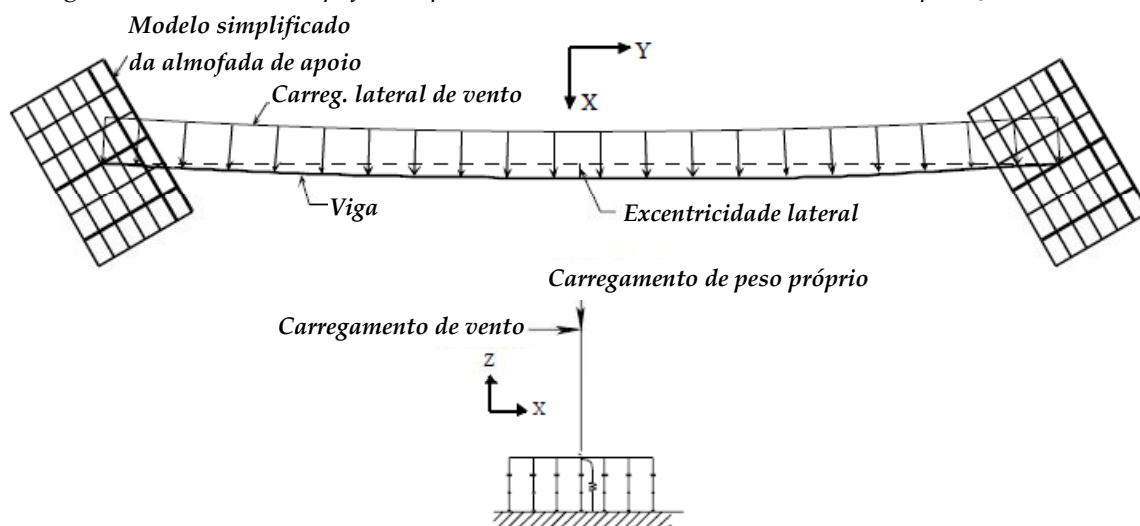 Modelo simplificado
da almofada de apoio
Y
X
Carreg. lateral de vento
Viga
Excentricidade lateral
Carregamento de peso próprio
Carregamento de vento
Z
X